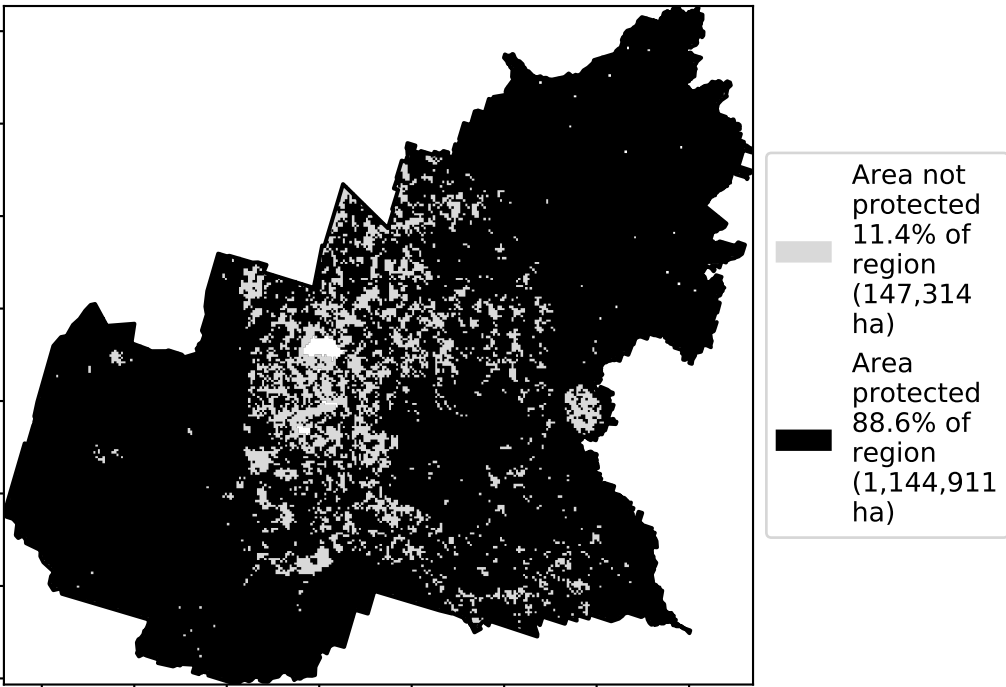 Area not
protected
11.4% of
region
(147,314
ha)
Area
protected
88.6% of
region
(1,144,911
ha)